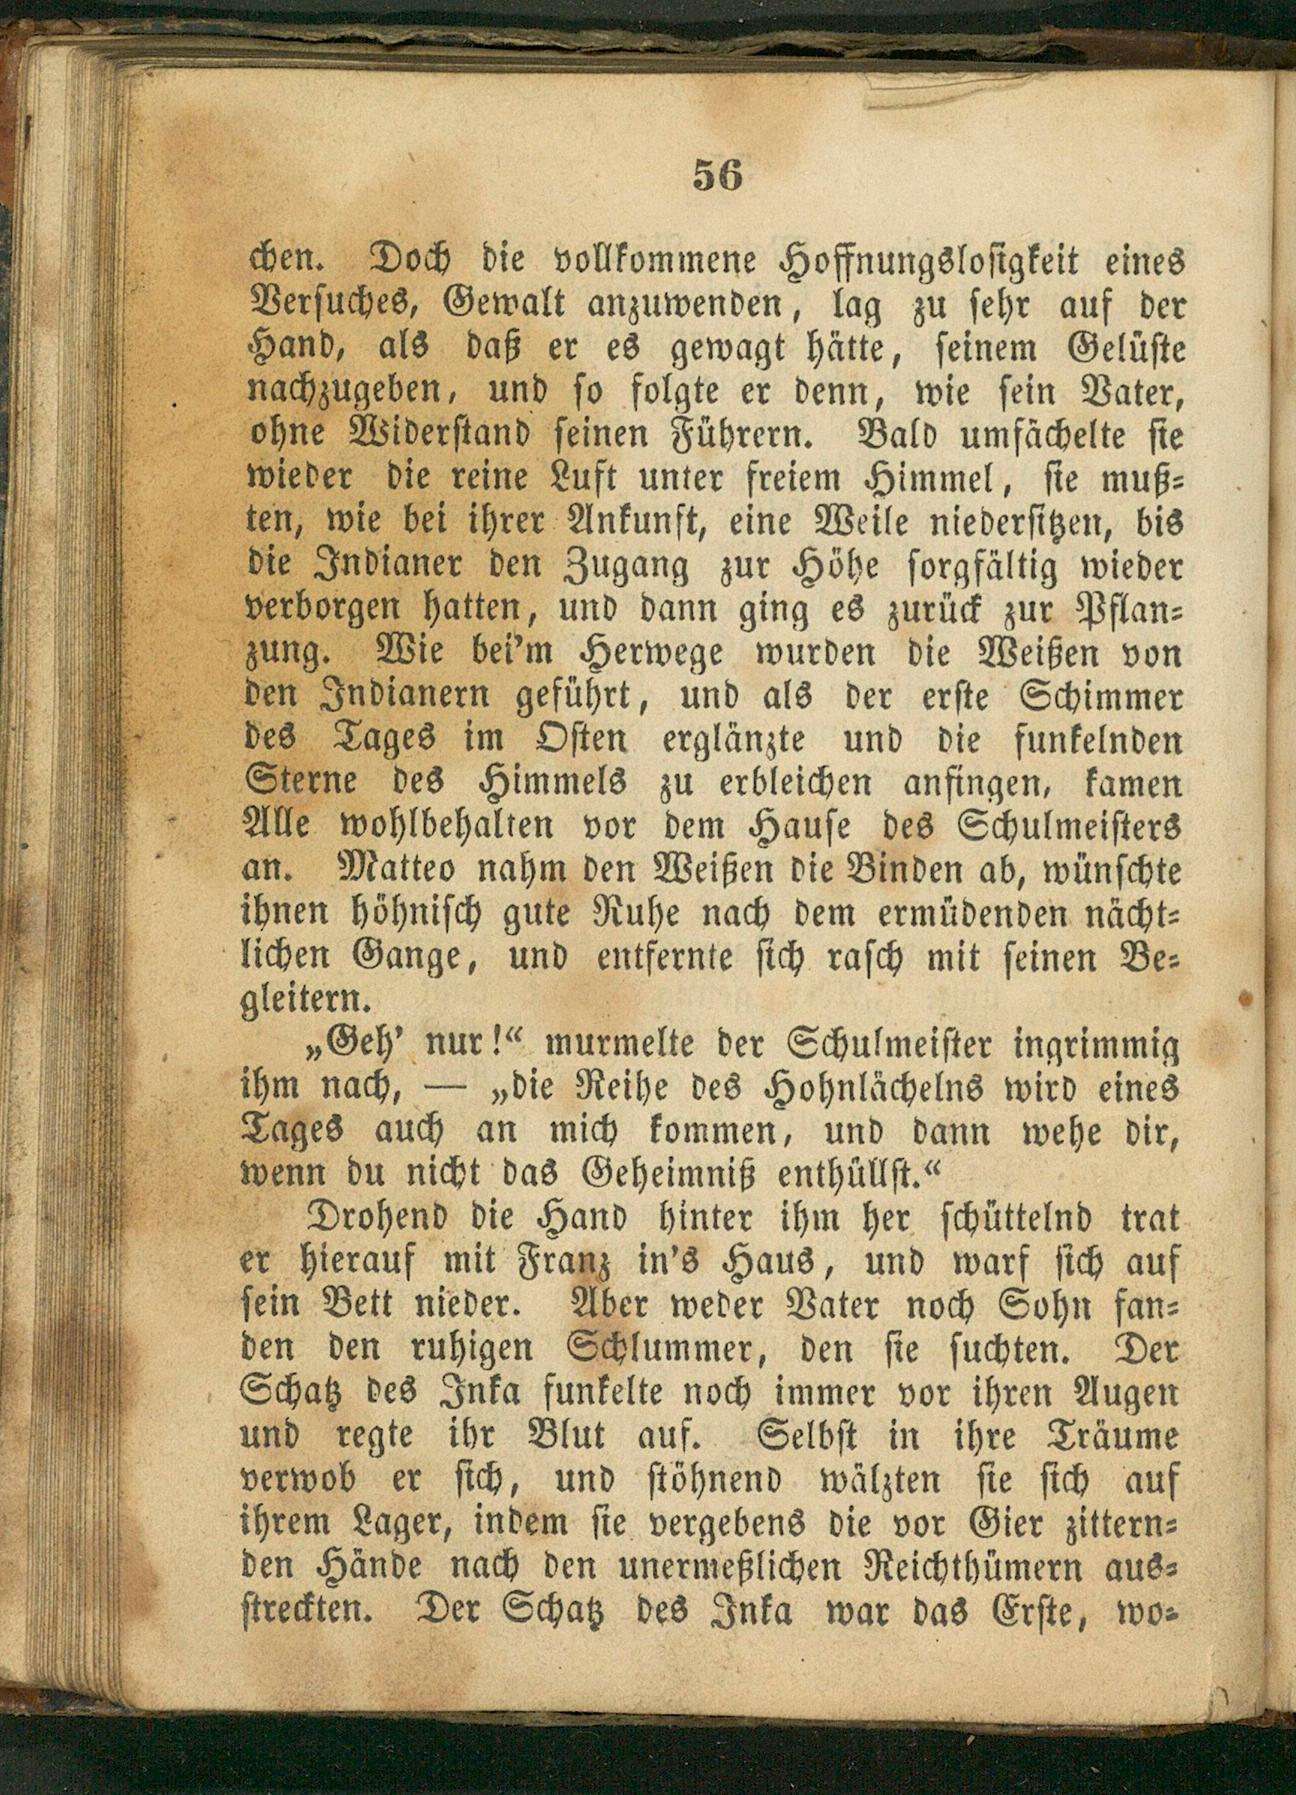 56
chen. Doch die vollkommene Hoffnungslosigkeit eines
Versuches, Gewalt anzuwenden, lag zu sehr auf der
Hand, als daß er es gewagt hätte, seinem Gelüste
nachzugeben, und so folgte er denn, wie sein Vater,
ohne Widerstand seinen Führern. Bald umfächelte sie
wieder die reine Luft unter freiem Himmel, sie muß=
ten, wie bei ihrer Ankunft, eine Weile niedersitzen, bis
die Indianer den Zugang zur Höhe sorgfältig wieder
verborgen hatten, und dann ging es zurück zur Pflan=
zung. Wie bei'm Herwege wurden die Weißen von
den Indianern geführt, und als der erste Schimmer
des Tages im Osten erglänzte und die funkelnden
Sterne des Himmels zu erbleichen anfingen, kamen
Alle wohlbehalten vor dem Hause des Schulmeisters
an. Matteo nahm den Weißen die Binden ab, wünschte
ihnen höhnisch gute Ruhe nach dem ermüdenden nächt=
lichen Gange, und entfernte sich rasch mit seinen Be=
gleitern.
„Geh' nur!“ murmelte der Schulmeister ingrimmig
ihm nach, — „die Reihe des Hohnlächelns wird eines
Tages auch an mich kommen, und dann wehe dir,
wenn du nicht das Geheimniß enthüllst.“
Drohend die Hand hinter ihm her schüttelnd trat
er hierauf mit Franz in's Haus, und warf sich auf
sein Bett nieder. Aber weder Vater noch Sohn fan=
den den ruhigen Schlummer, den sie suchten. Der
Schatz des Inka funkelte noch immer vor ihren Augen
und regte ihr Blut auf. Selbst in ihre Träume
verwob er sich, und stöhnend wälzten sie sich auf
ihrem Lager, indem sie vergebens die vor Gier zittern=
den Hände nach den unermeßlichen Reichthümern aus=
streckten. Der Schatz des Inka war das Erste, wo=